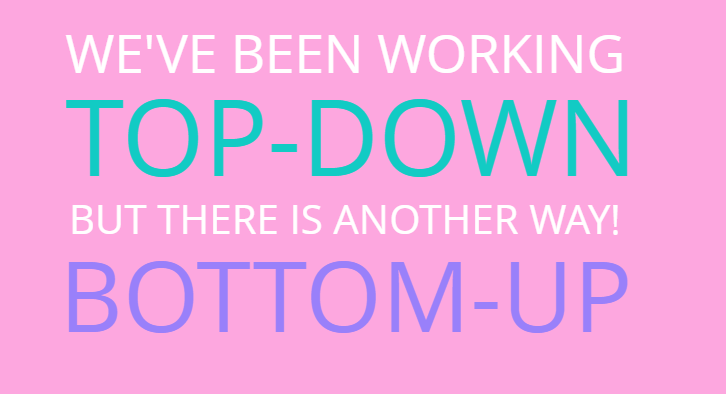 WE'VE BEEN WORKING
TOP-DOWN
BUT THERE IS ANOTHER WAY!
BOTTOM-UP